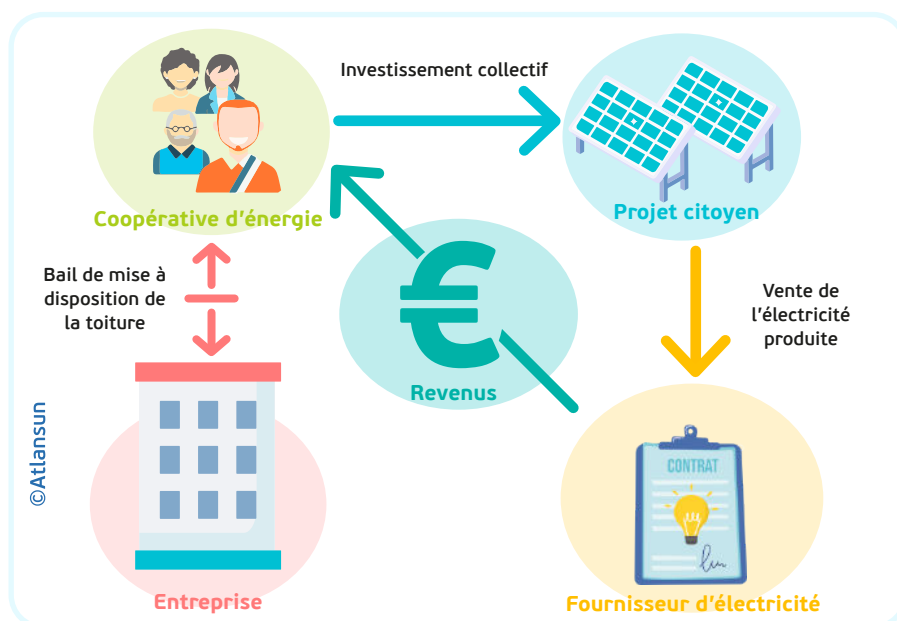 Investissement collectif
Coopérative d'énergie
Projet citoyen
Bail de mise à
disposition de
la toiture
Vente de
l'électricité
produite
€
Revenus
©Atlansun
CONTRAT
Entreprise
Fournisseur d'électricité